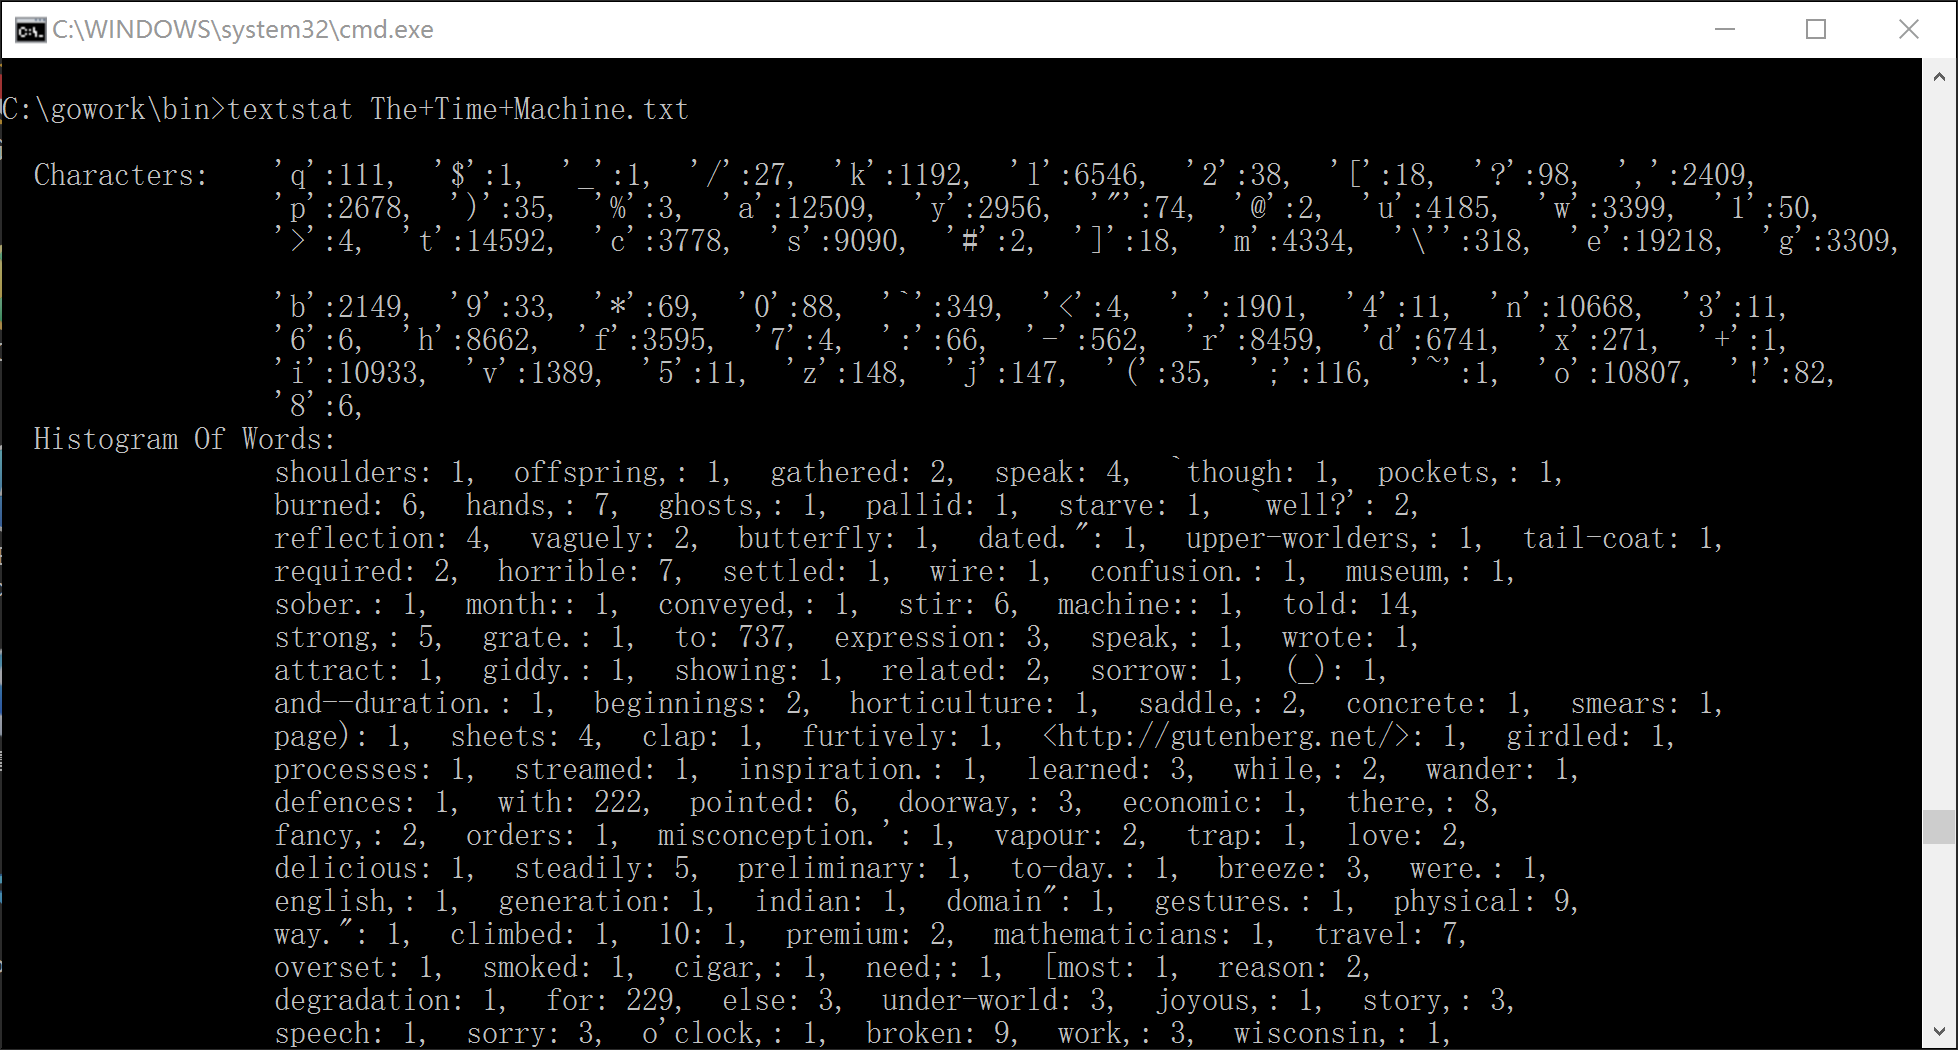 C:\WINDOWS\system32\cmd.exe
C:\gowork\bin>textstat The+Time+Machine.txt
Characters: 'q':111, '$':1, '_':1, '/':27, 'k':1192, 'l':6546, '2':38, '[':18, '?':98, ',':2409,
'p':2678, ')':35, '%':3, 'a':12509, 'y':2956, '"':74, '@':2, 'u':4185, 'w':3399, '1':50,
'>':4, 't':14592, 'c':3778, 's':9090, '#':2, ']':18, 'm':4334, '\'':318, 'e':19218, 'g':3309,
'b':2149, '9':33, '*':69, '0':88, '`':349, '<':4, '.':1901, '4':11, 'n':10668, '3':11,
'6':6, 'h':8662, 'f':3595, '7':4, ':':66, '-':562, 'r':8459, 'd':6741, 'x':271, '+':1,
'i':10933, 'v':1389, '5':11, 'z':148, 'j':147, '(':35, ';':116, '~':1, 'o':10807, '!':82,
'8':6,
Histogram Of Words:
shoulders: 1, offspring,: 1, gathered: 2, speak: 4, `though: 1, pockets,: 1,
burned: 6, hands,: 7, ghosts,: 1, pallid: 1, starve: 1, `well?': 2,
reflection: 4, vaguely: 2, butterfly: 1, dated.": 1, upper-worlders,: 1, tail-coat: 1,
required: 2, horrible: 7, settled: 1, wire: 1, confusion.: 1, museum,: 1,
sober.: 1, month:: 1, conveyed,: 1, stir: 6, machine:: 1, told: 14,
strong,: 5, grate.: 1, to: 737, expression: 3, speak,: 1, wrote: 1,
attract: 1, giddy.: 1, showing: 1, related: 2, sorrow: 1, (_): 1,
and--duration.: 1, beginnings: 2, horticulture: 1, saddle,: 2, concrete: 1, smears: 1,
page): 1, sheets: 4, clap: 1, furtively: 1, <http://gutenberg.net/>: 1, girdled: 1,
processes: 1, streamed: 1, inspiration.: 1, learned: 3, while,: 2, wander: 1,
defences: 1, with: 222, pointed: 6, doorway,: 3, economic: 1, there,: 8,
fancy,: 2, orders: 1, misconception.': 1, vapour: 2, trap: 1, love: 2,
delicious: 1, steadily: 5, preliminary: 1, to-day.: 1, breeze: 3, were.: 1,
english,: 1, generation: 1, indian: 1, domain": 1, gestures.: 1, physical: 9,
way.": 1, climbed: 1, 10: 1, premium: 2, mathematicians: 1, travel: 7,
overset: 1, smoked: 1, cigar,: 1, need;: 1, [most: 1, reason: 2,
degradation: 1, for: 229, else: 3, under-world: 3, joyous,: 1, story,: 3,
speech: 1, sorry: 3, o'clock,: 1, broken: 9, work,: 3, wisconsin,: 1,